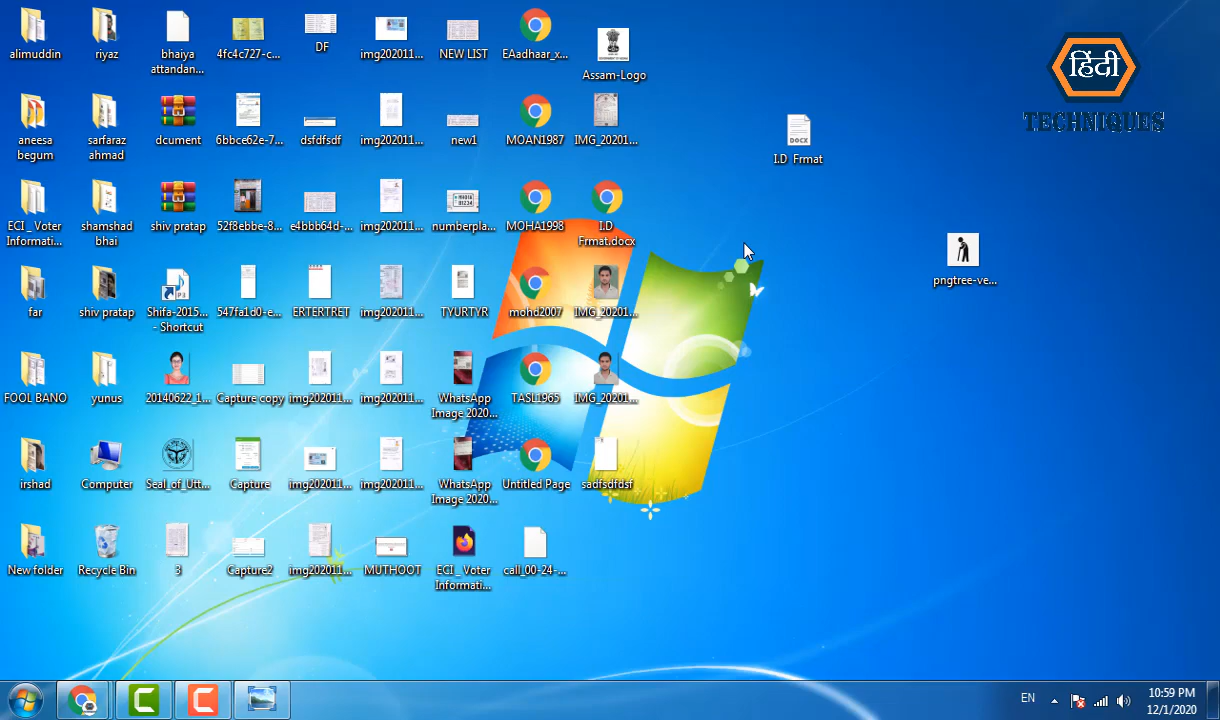 alimuddin
riyaz
bhaiya
attandan...
4fc4c727-c...
DF
img202011...
NEW LIST
EAadhaar_x...
Assam-Logo
हिंदी
TECHNIQUES
aneesa
begum
sarfaraz
ahmad
dcument
6bbce62e-7...
dsfdfsdf
img202011...
new1
MOAN1987
IMG_20201...
DOCX
I.D Frmat
ECI _ Voter
Informati...
shamshad
bhai
shiv pratap
52f8ebbe-8...
e4bbb64d-...
img202011...
numberpla...
MOHA1998
I.D
Frmat.docx
pngtree-ve...
far
shiv pratap
Shifa-2015...
- Shortcut
547fa1d0-e...
ERTERTRET
img202011...
TYURTYR
mohd2007
IMG_20201...
FOOL BANO
yunus
20140622_1...
Capture copy
img202011...
img202011...
WhatsApp
Image 2020...
TASL1965
IMG_20201...
irshad
Computer
Seal_of_Utt...
Capture
img202011...
img202011...
WhatsApp
Image 2020...
Untitled Page
sadfsdfdsf
New folder
Recycle Bin
3
Capture2
img202011...
MUTHOOT
ECI _ Voter
Informati...
call_00-24-...
EN
10:59 PM
12/1/2020